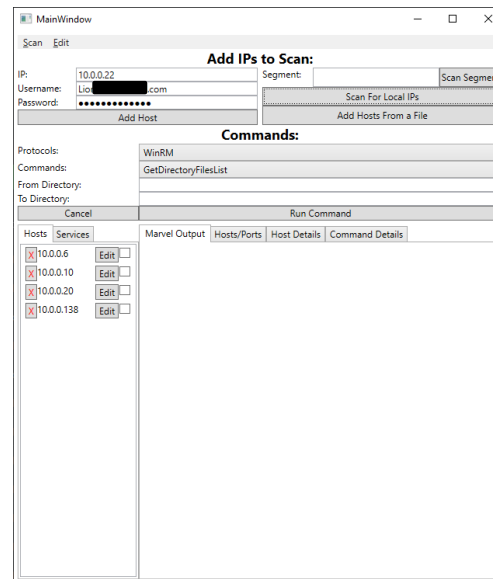 MainWindow
Scan Edit
Add IPs to Scan:
IP: 10.0.0.22 Segment: Scan Segmer
Username: Lior .com Scan For Local IPs
Password: ●●●●●●●●●●●●●
Add Host Add Hosts From a File
Commands:
Protocols: WinRM
Commands: GetDirectoryFilesList
From Directory:
To Directory:
Cancel Run Command
Hosts Services Marvel Output Hosts/Ports Host Details Command Details
X 10.0.0.6 Edit
X 10.0.0.10 Edit
X 10.0.0.20 Edit
X 10.0.0.138 Edit